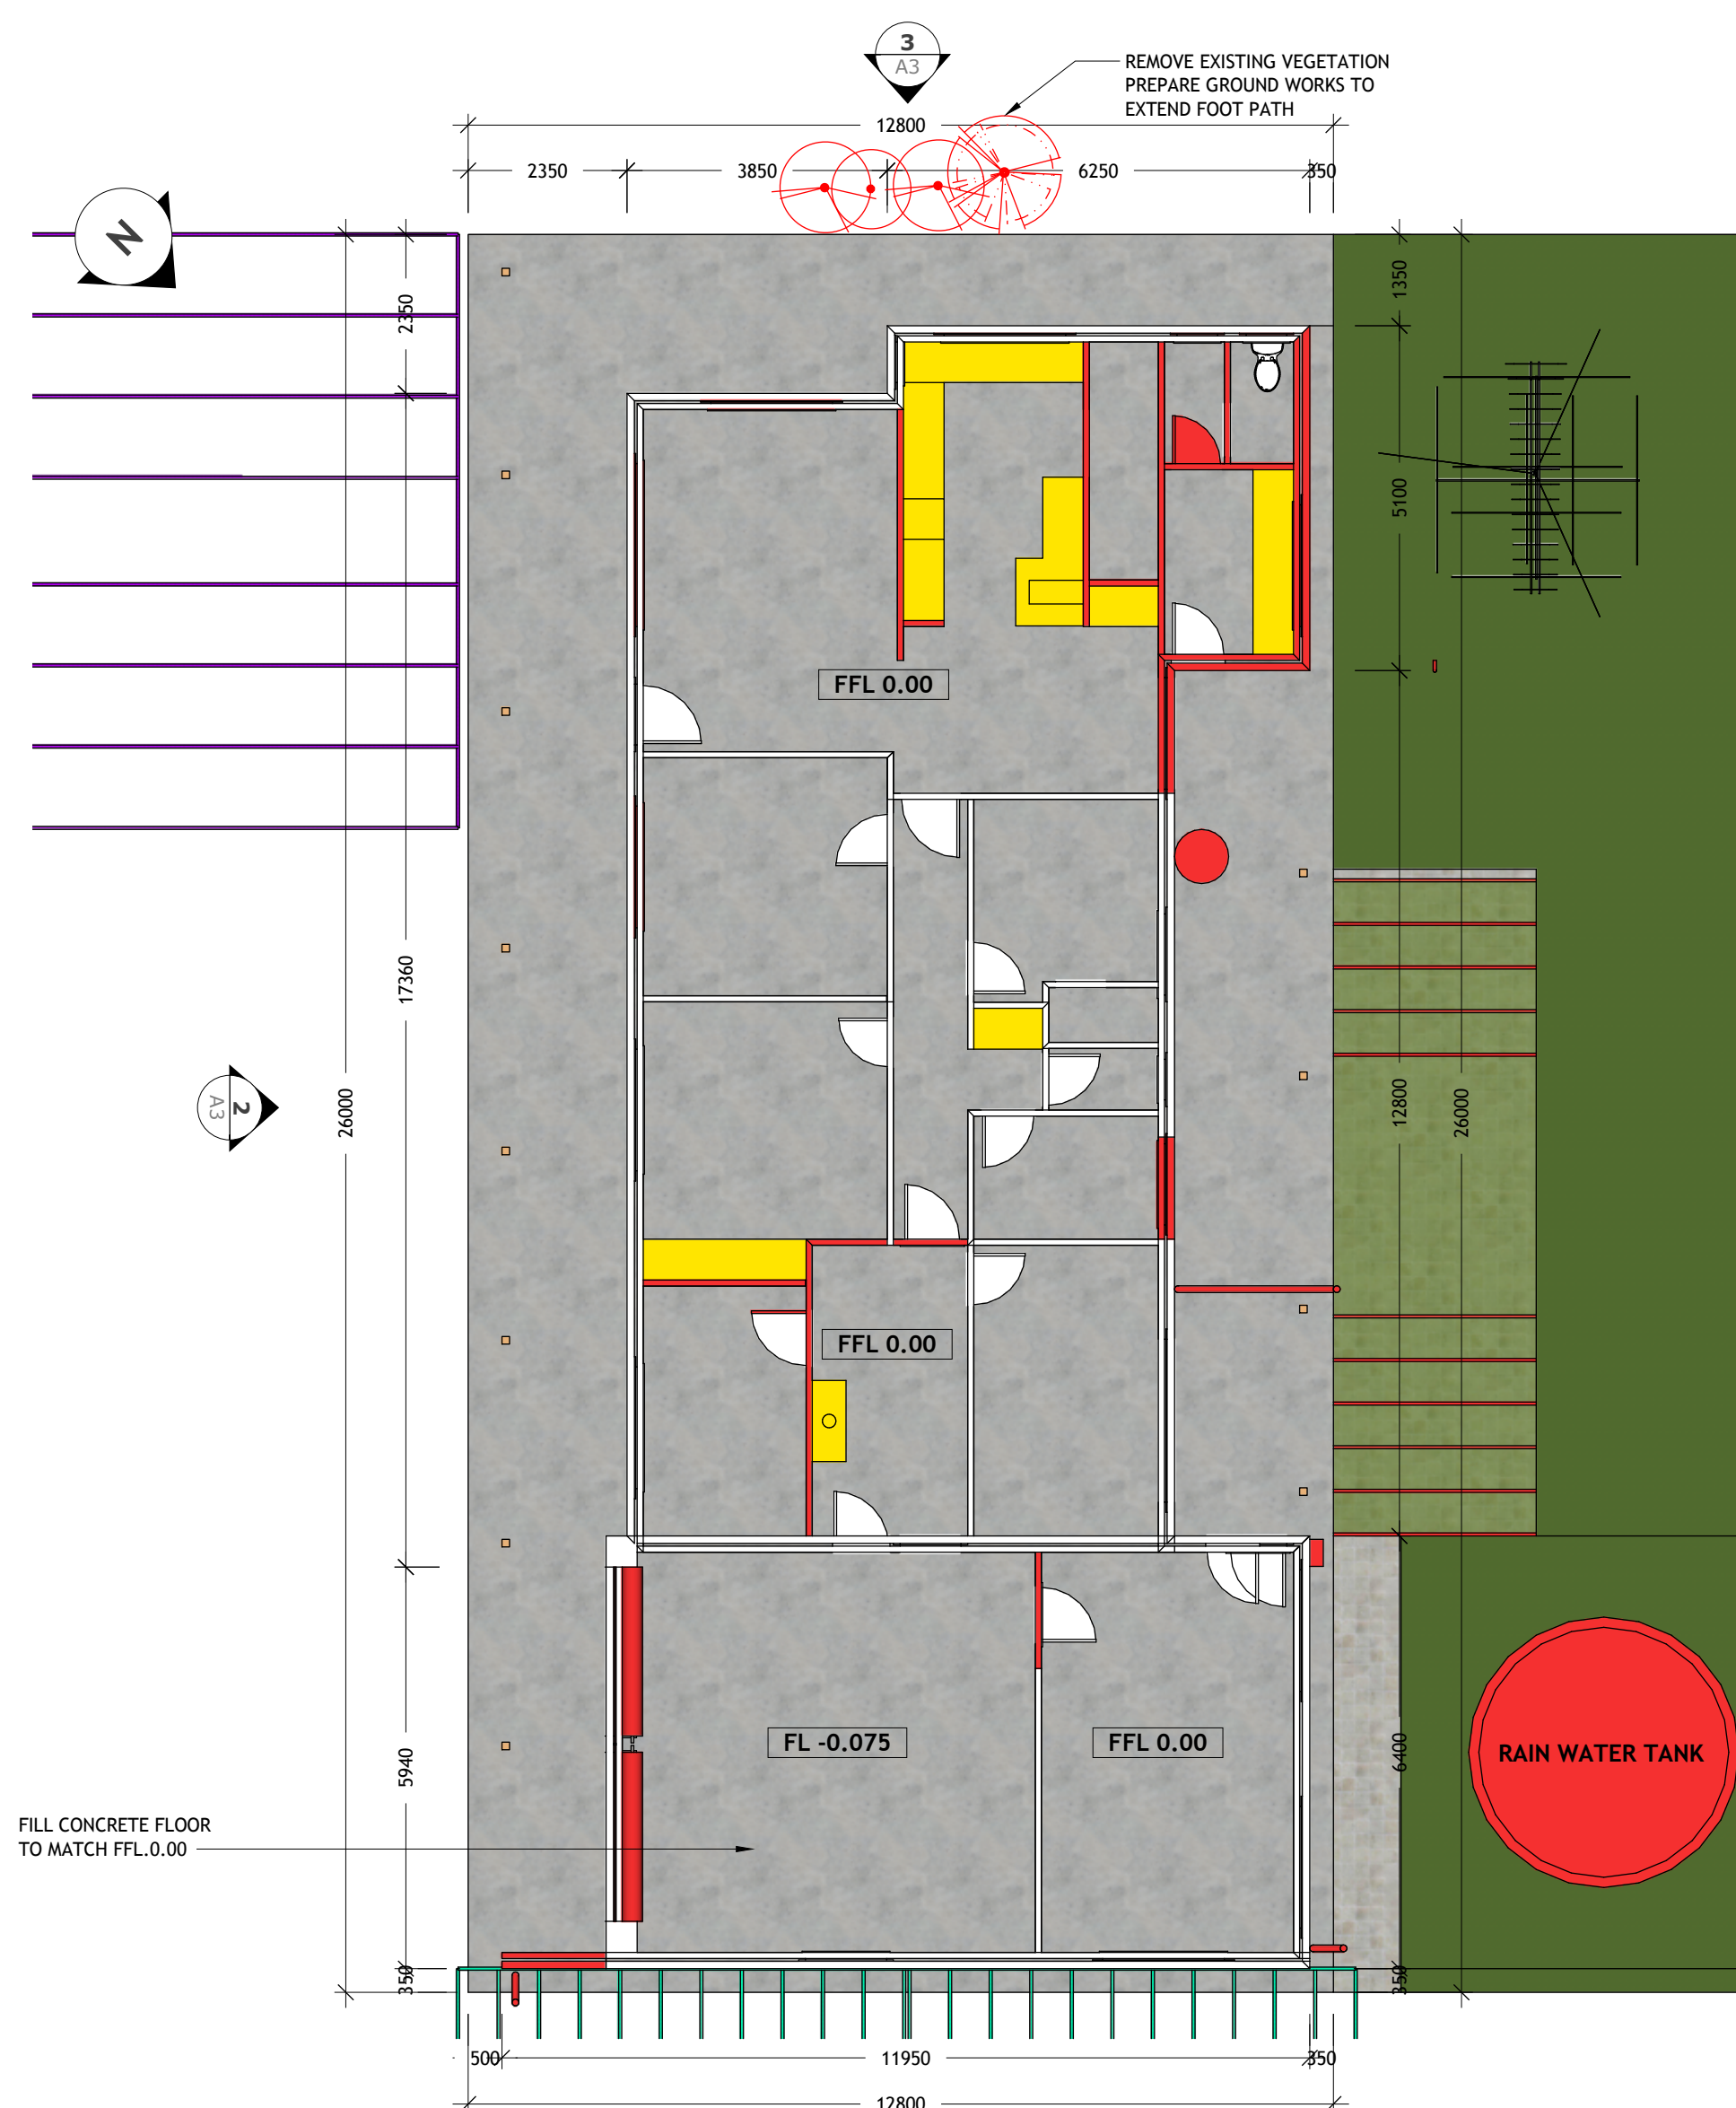 3
A3
REMOVE EXISTING VEGETATION
PREPARE GROUND WORKS TO
EXTEND FOOT PATH
12800
2350
3850
6250
350
N
2350
1350
5100
FFL 0.00
17360
26000
2
A3
12800
26000
FFL 0.00
FL -0.075
FFL 0.00
RAIN WATER TANK
5940
6400
FILL CONCRETE FLOOR
TO MATCH FFL.0.00
350
350
500
11950
350
12800